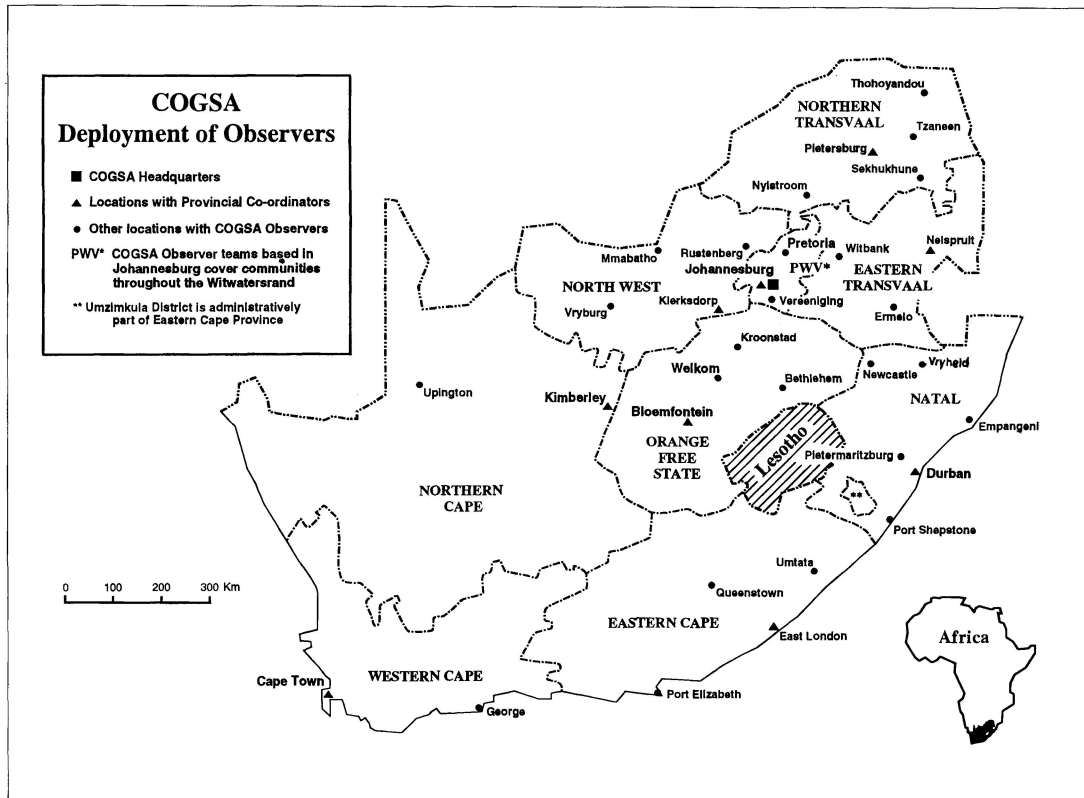 COGSA
Deployment of Observers
COGSA Headquarters
Locations with Provincial Co-ordinators
Other locations with COGSA Observers
PWV* COGSA Observer teams based in
Johannesburg cover communities
throughout the Witwatersrand
** Umzimkula District is administratively
part of Eastern Cape Province
Thohoyandou
NORTHERN
TRANSVAAL
Tzaneen
Pietersburg
Sekhukhune
Nylstroom
Mmabatho
Rustenberg
Pretoria
Witbank
Nelspruit
Johannesburg
PWV*
EASTERN
TRANSVAAL
NORTH WEST
Vryburg
Klerksdorp
Vereeniging
Ermelo
Kroonstad
Welkom
Bethlehem
Newcastle
Vryheid
Upington
Kimberley
NATAL
Bloemfontein
Empangeni
ORANGE
FREE
STATE
Lesotho
Pietermaritzburg
Durban
**
NORTHERN
CAPE
Port Shepstone
Umtata
Queenstown
0 100 200 300 Km
EASTERN CAPE
East London
Africa
WESTERN CAPE
Cape Town
Port Elizabeth
George